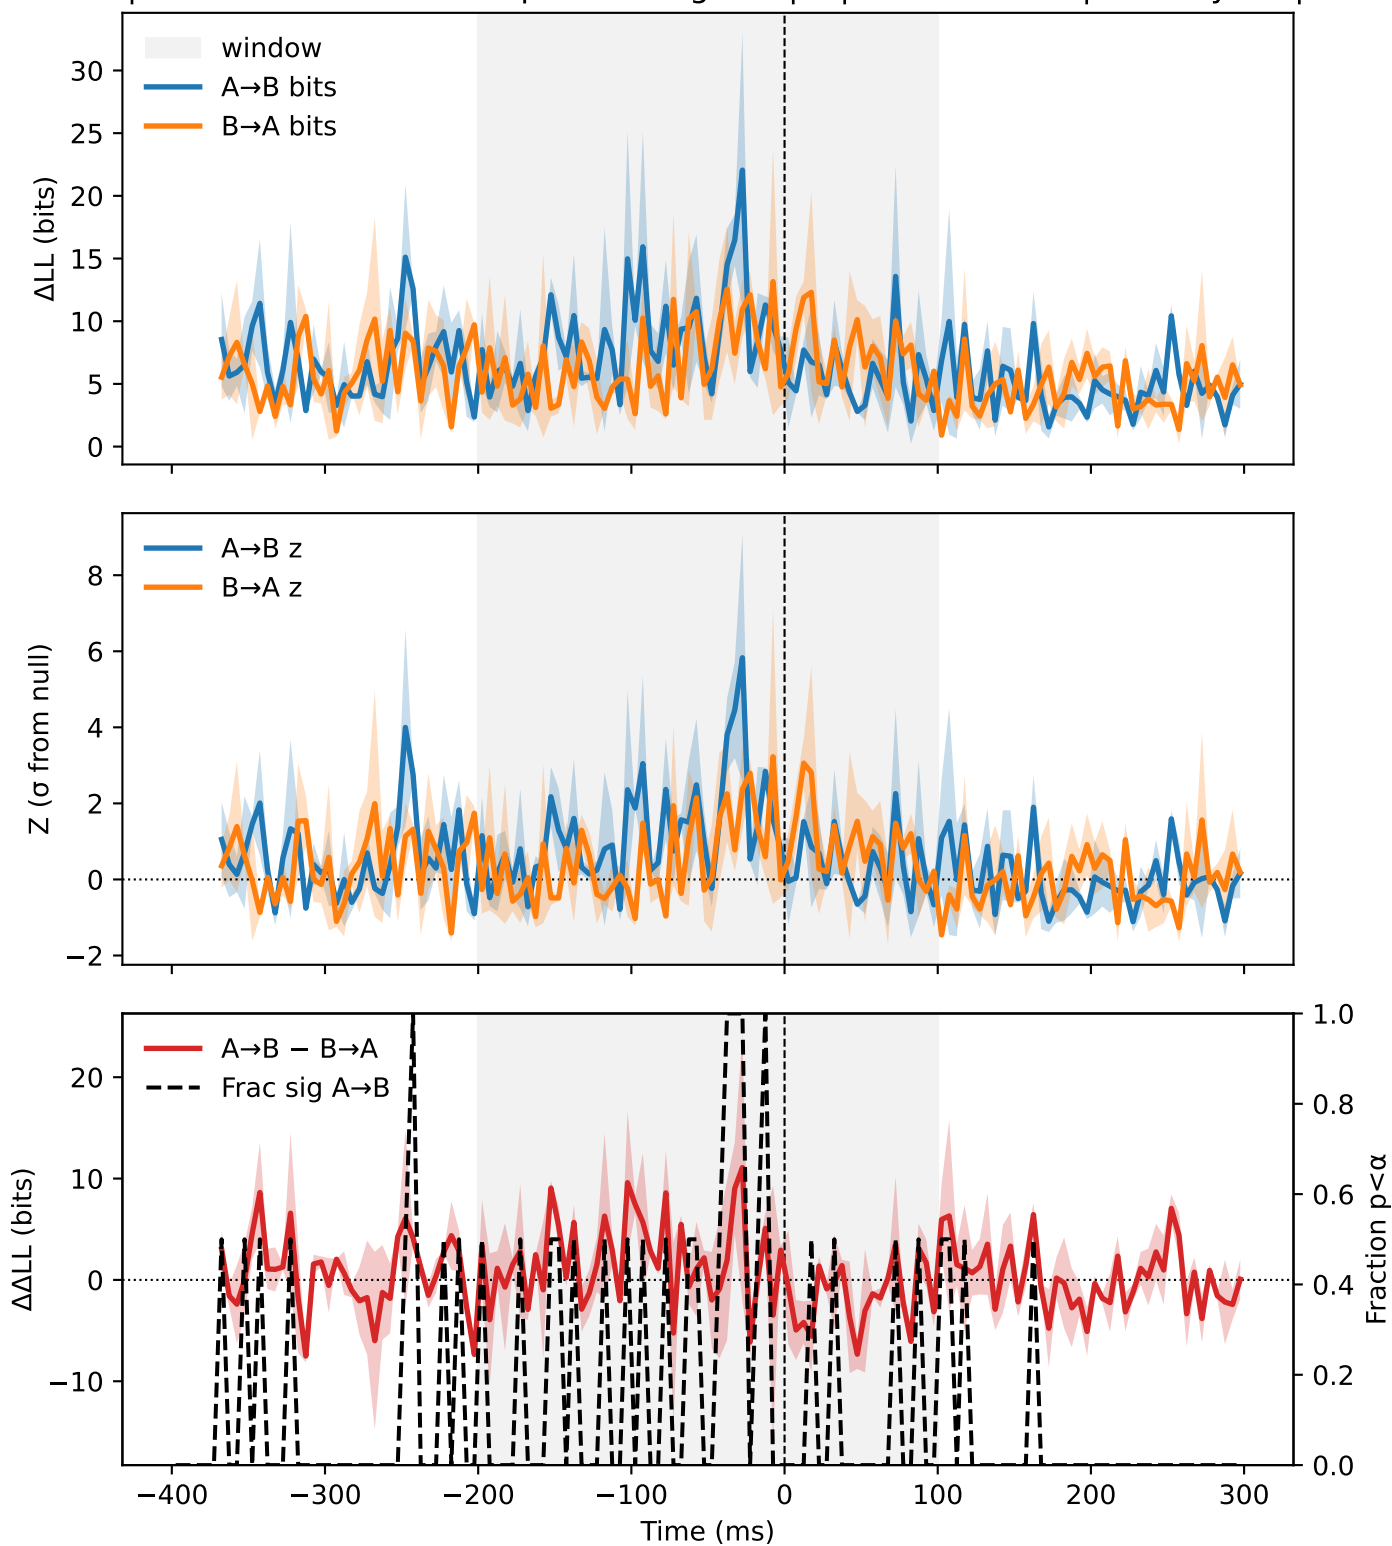 window
A→B bits
B→A bits
30
25
20
15
10
5
0
ΔLL (bits)
A→B z
B→A z
8
6
4
2
0
−2
Z (σ from null)
A→B − B→A
Frac sig A→B
20
10
0
−10
ΔΔLL (bits)
1.0
0.8
0.6
0.4
0.2
0.0
Fraction p<α
−400 −300 −200 −100 0 100 200 300
Time (ms)